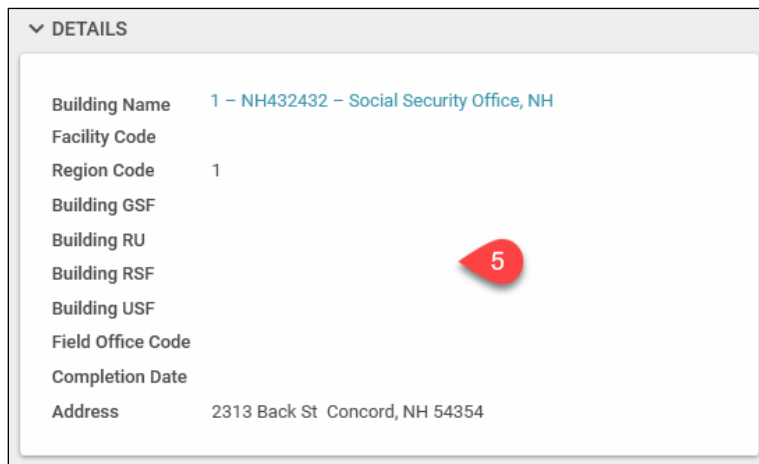 DETAILS
Building Name 1 – NH432432 – Social Security Office, NH
Facility Code
Region Code 1
Building GSF
Building RU
Building RSF
5
Building USF
Field Office Code
Completion Date
Address 2313 Back St Concord, NH 54354